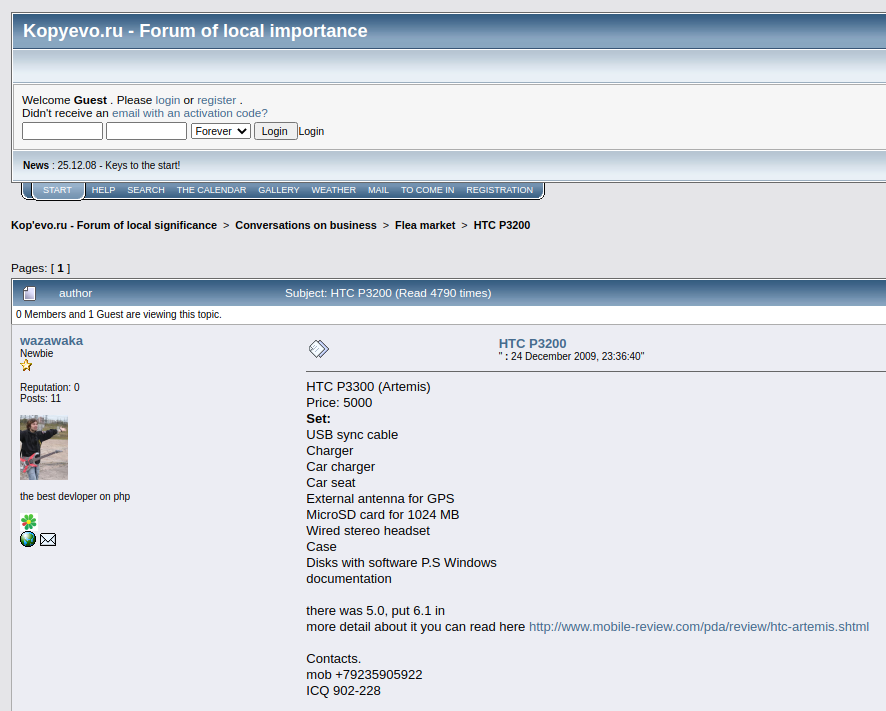 Kopyevo.ru - Forum of local importance
Welcome Guest . Please login or register .
Didn't receive an email with an activation code?
Forever Login Login
News : 25.12.08 - Keys to the start!
START HELP SEARCH THE CALENDAR GALLERY WEATHER MAIL TO COME IN REGISTRATION
Kop'evo.ru - Forum of local significance > Conversations on business > Flea market > HTC P3200
Pages: [ 1 ]
author Subject: HTC P3200 (Read 4790 times)
0 Members and 1 Guest are viewing this topic.
wazawaka
Newbie
Reputation: 0
Posts: 11
the best devloper on php
HTC P3200
" : 24 December 2009, 23:36:40"
HTC P3300 (Artemis)
Price: 5000
Set:
USB sync cable
Charger
Car charger
Car seat
External antenna for GPS
MicroSD card for 1024 MB
Wired stereo headset
Case
Disks with software P.S Windows
documentation
there was 5.0, put 6.1 in
more detail about it you can read here http://www.mobile-review.com/pda/review/htc-artemis.shtml
Contacts.
mob +79235905922
ICQ 902-228